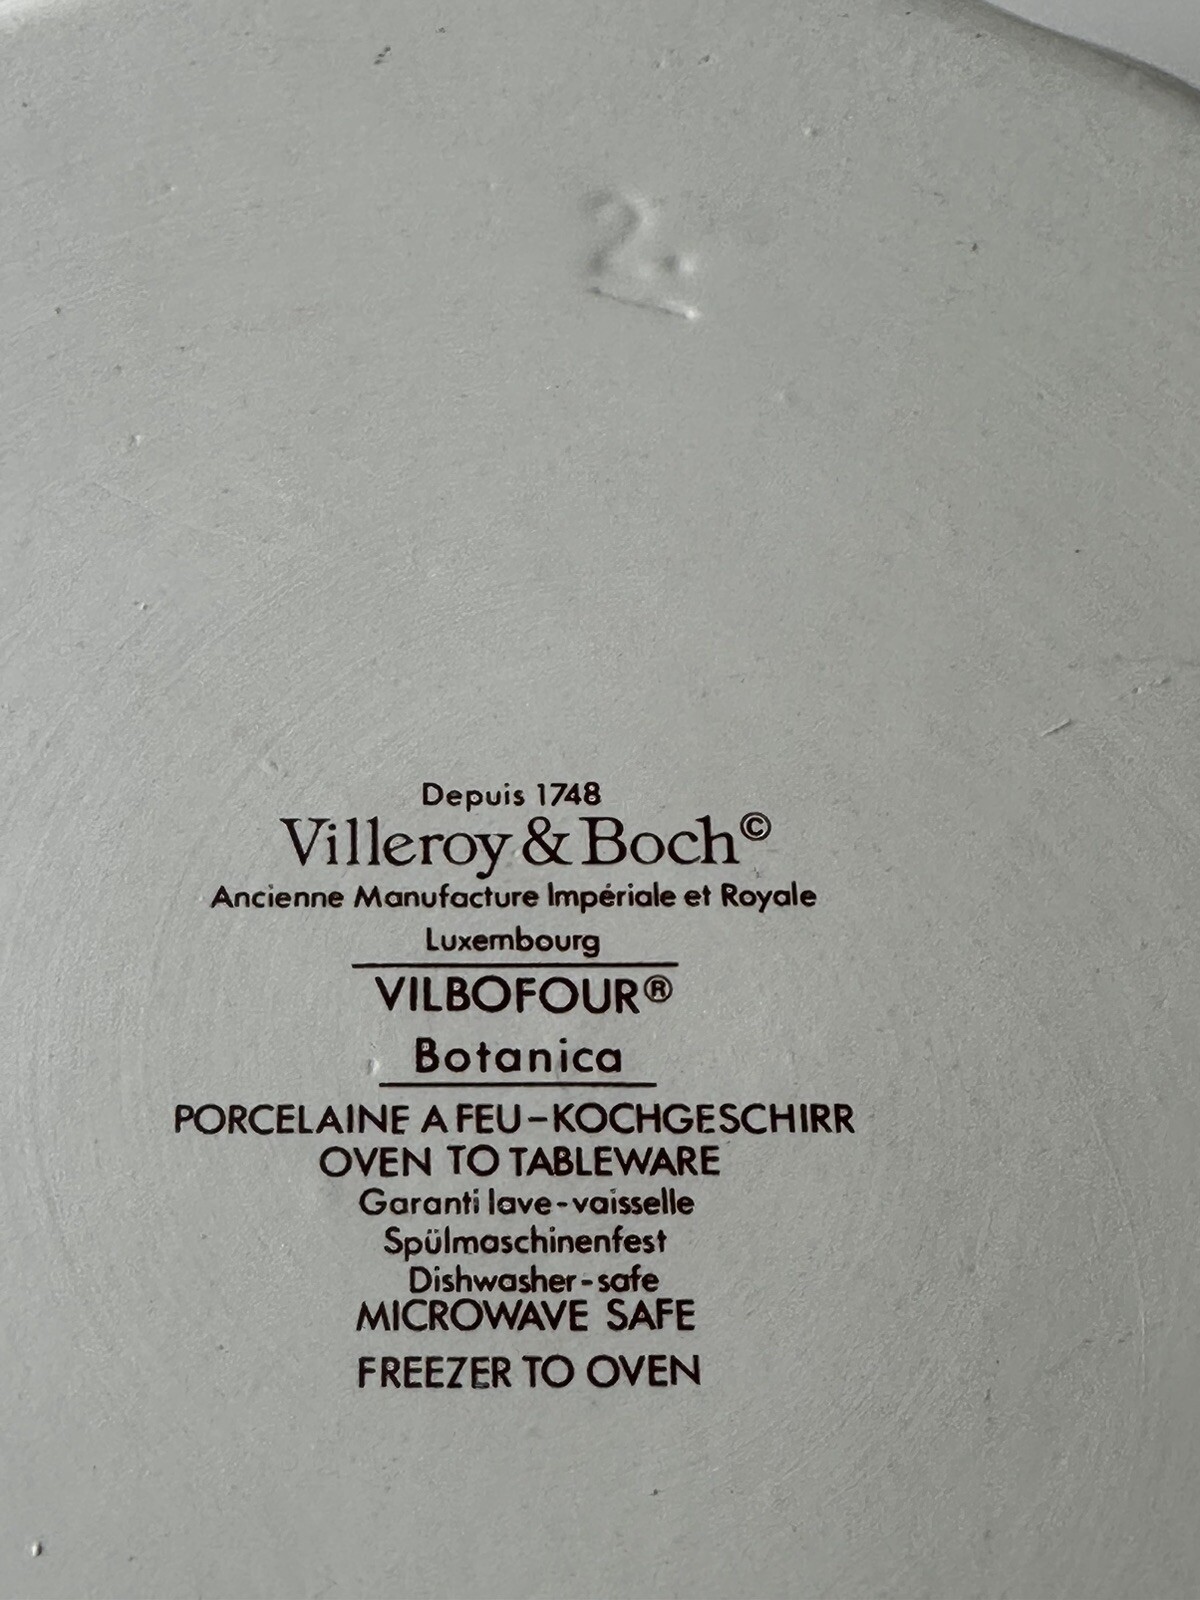 2
Depuis 1748
Villeroy & Boch©
Ancienne Manufacture Impériale et Royale
Luxembourg
VILBOFOUR®
Botanica
PORCELAINE A FEU-KOCHGESCHIRR
OVEN TO TABLEWARE
Garanti lave-vaisselle
Spülmaschinenfest
Dishwasher-safe
MICROWAVE SAFE
FREEZER TO OVEN